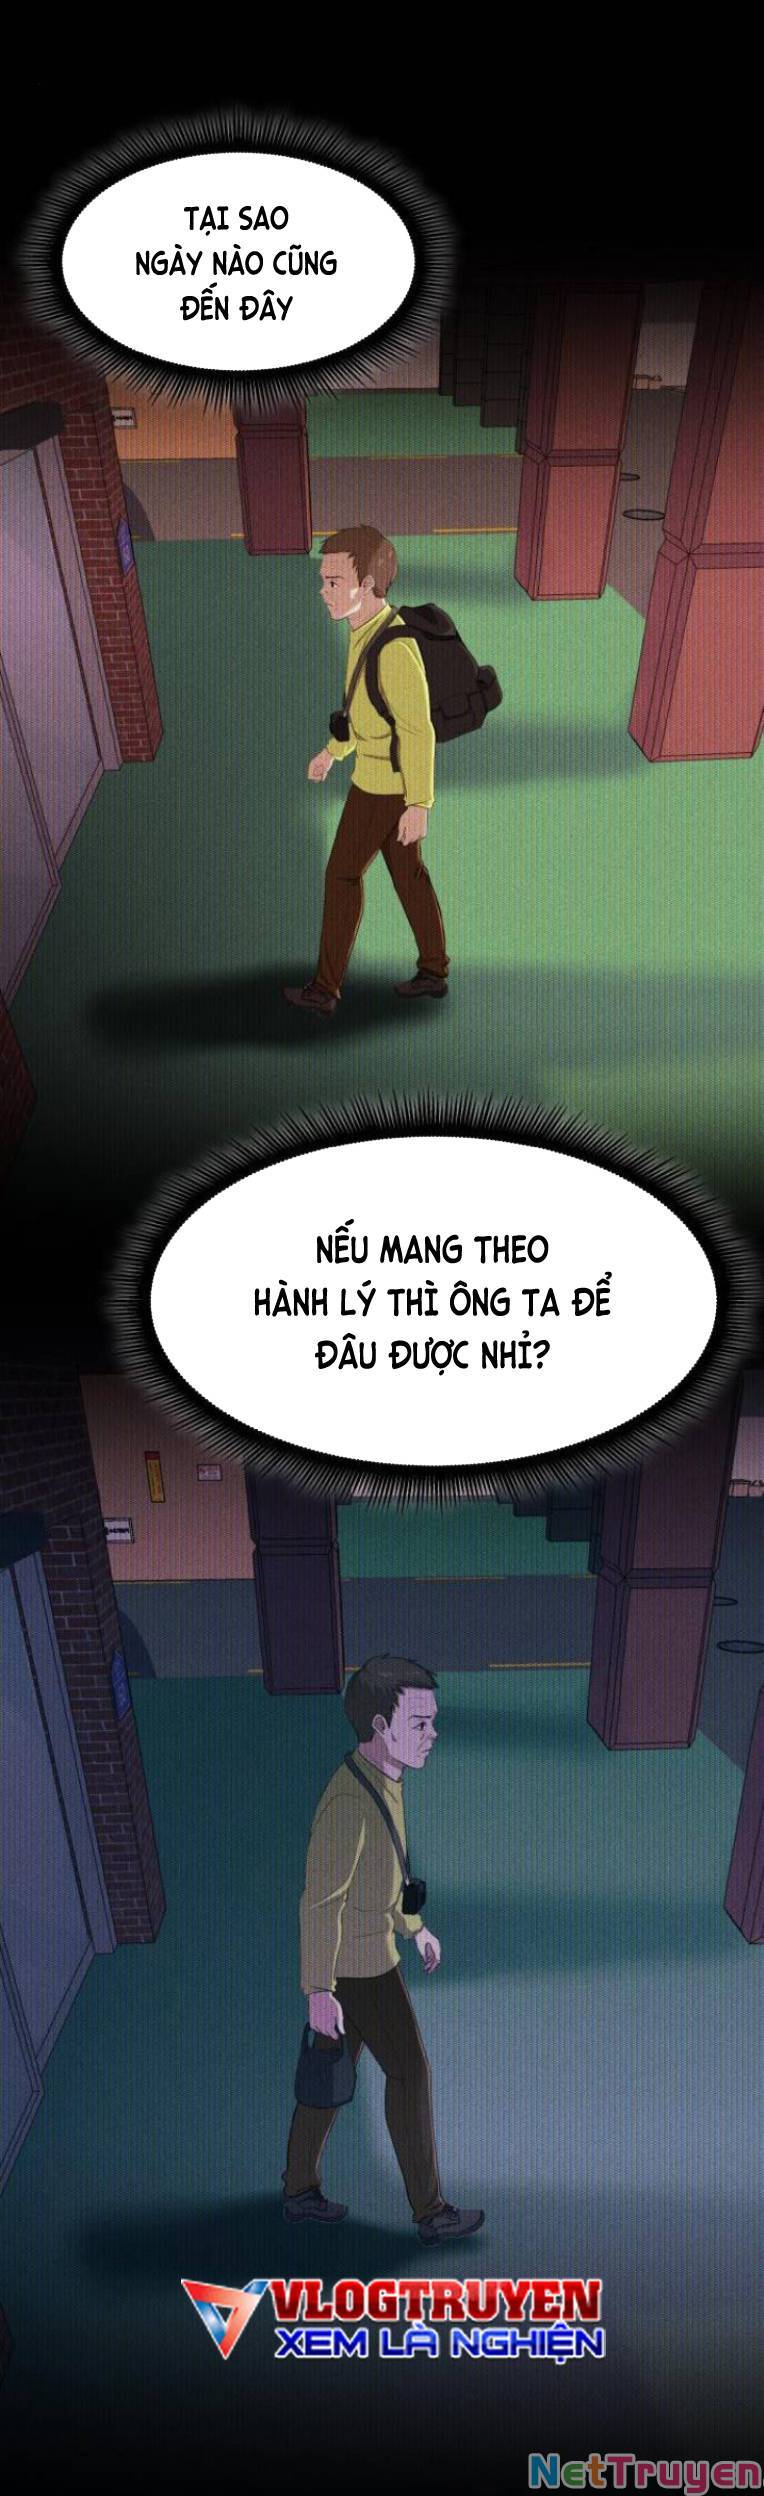 TẠI SAO
NGÀY NÀO CŨNG
ĐẾN ĐÂY
NẾU MANG THEO
HÀNH LÝ THÌ ÔNG TA ĐỂ
ĐÂU ĐƯỢC NHỈ?
VLOGTRUYEN
XEM LÀ NGHIỆN
NetTruyen